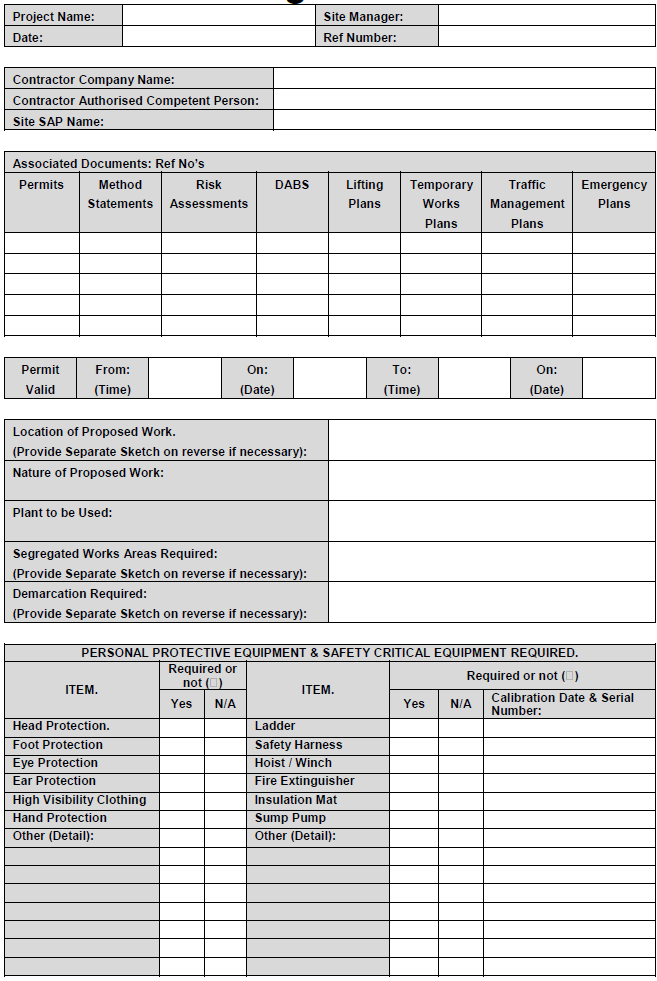 Project Name: Site Manager:
Date: Ref Number:
Contractor Company Name:
Contractor Authorised Competent Person:
Site SAP Name:
Associated Documents: Ref No's
Permits Method Risk DABS Lifting Temporary Traffic Emergency
Statements Assessments Plans Works Management Plans
Plans Plans
Permit From: On: To: On:
Valid (Time) (Date) (Time) (Date)
Location of Proposed Work.
(Provide Separate Sketch on reverse if necessary):
Nature of Proposed Work:
Plant to be Used:
Segregated Works Areas Required:
(Provide Separate Sketch on reverse if necessary):
Demarcation Required:
(Provide Separate Sketch on reverse if necessary):
PERSONAL PROTECTIVE EQUIPMENT & SAFETY CRITICAL EQUIPMENT REQUIRED.
ITEM. Required or not (□) ITEM. Required or not (□)
Yes N/A Yes N/A Calibration Date & Serial Number:
Head Protection. Ladder
Foot Protection Safety Harness
Eye Protection Hoist / Winch
Ear Protection Fire Extinguisher
High Visibility Clothing Insulation Mat
Hand Protection Sump Pump
Other (Detail): Other (Detail):